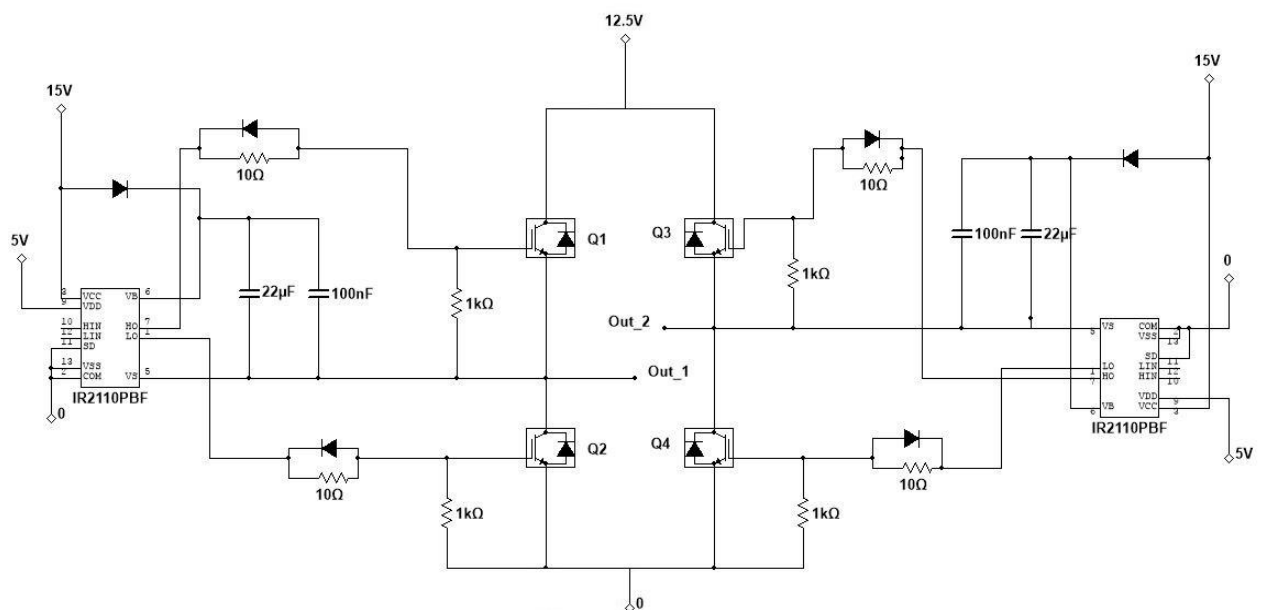 12.5V
15V
15V
10Ω
10Ω
5V
Q1
Q3
100nF
22µF
0
22µF
100nF
1kΩ
1kΩ
Out_2
Out_1
3
9
10
12
11
13
2
VCC
VDD
HIN
LIN
SD
VSS
COM
VB
HO
LO
VS
6
7
1
5
IR2110PBF
0
5
1
7
6
VS
LO
HO
VB
COM
VSS
SD
LIN
HIN
VDD
VCC
2
13
11
12
10
9
3
IR2110PBF
5V
Q2
Q4
10Ω
10Ω
1kΩ
1kΩ
0